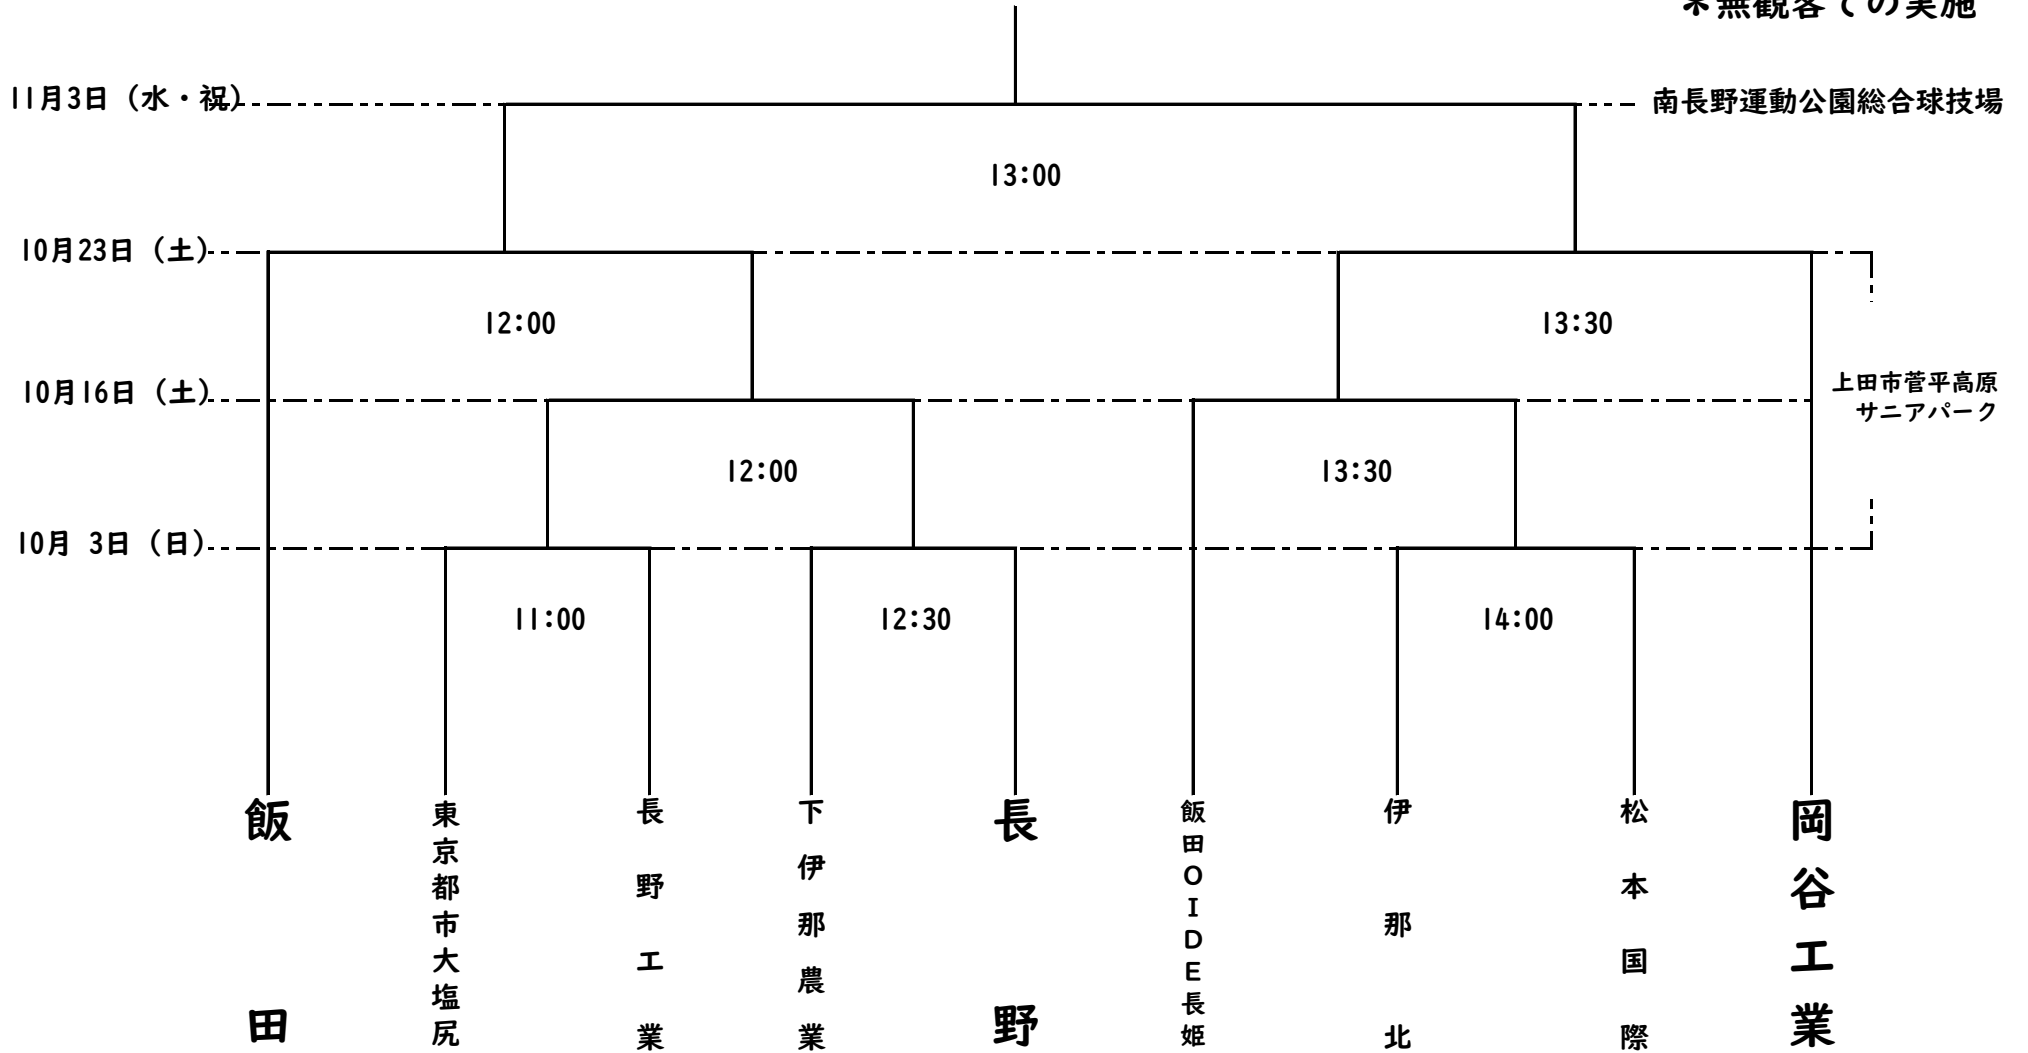 ＊無観客での実施
11月3日（水・祝）
南長野運動公園総合球技場
13:00
10月23日（土）
12:00
13:30
10月16日（土）
上田市菅平高原
サニアパーク
12:00
13:30
10月 3日（日）
11:00
12:30
14:00
飯田
東京都市大塩尻
長野工業
下伊那農業
長野
飯田OIDE長姫
伊那北
松本国際
岡谷工業